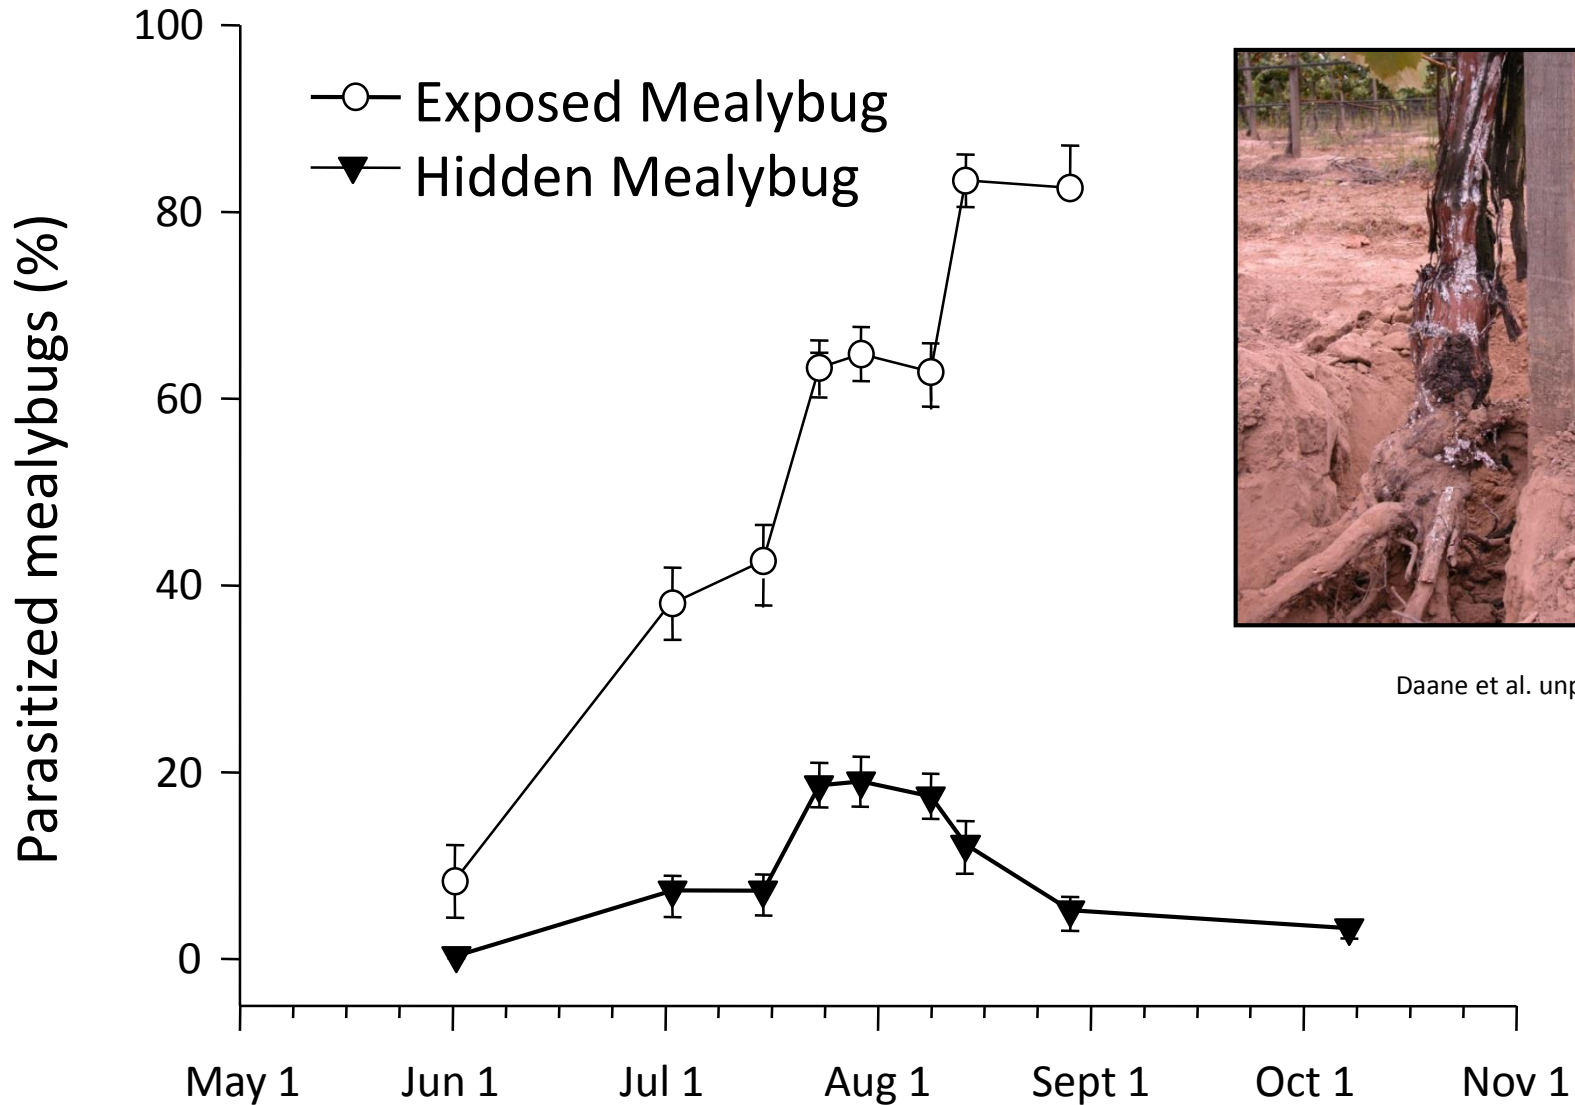 100
80
60
40
20
0
Parasitized mealybugs (%)
Exposed Mealybug
Hidden Mealybug
Daane et al.
May 1
Jun 1
Jul 1
Aug 1
Sept 1
Oct 1
Nov 1